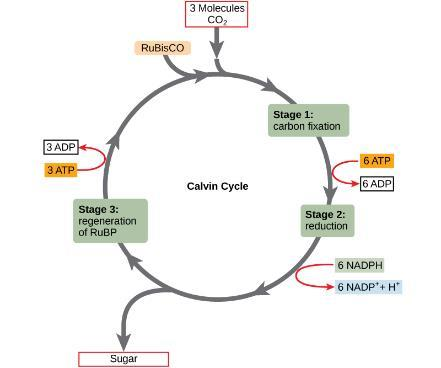 3 Molecules
CO₂
RuBisCO
Stage 1:
carbon fixation
3 ADP
3 ATP
6 ATP
6 ADP
Calvin Cycle
Stage 3:
regeneration
of RuBP
Stage 2:
reduction
6 NADPH
6 NADP⁺+ H⁺
Sugar